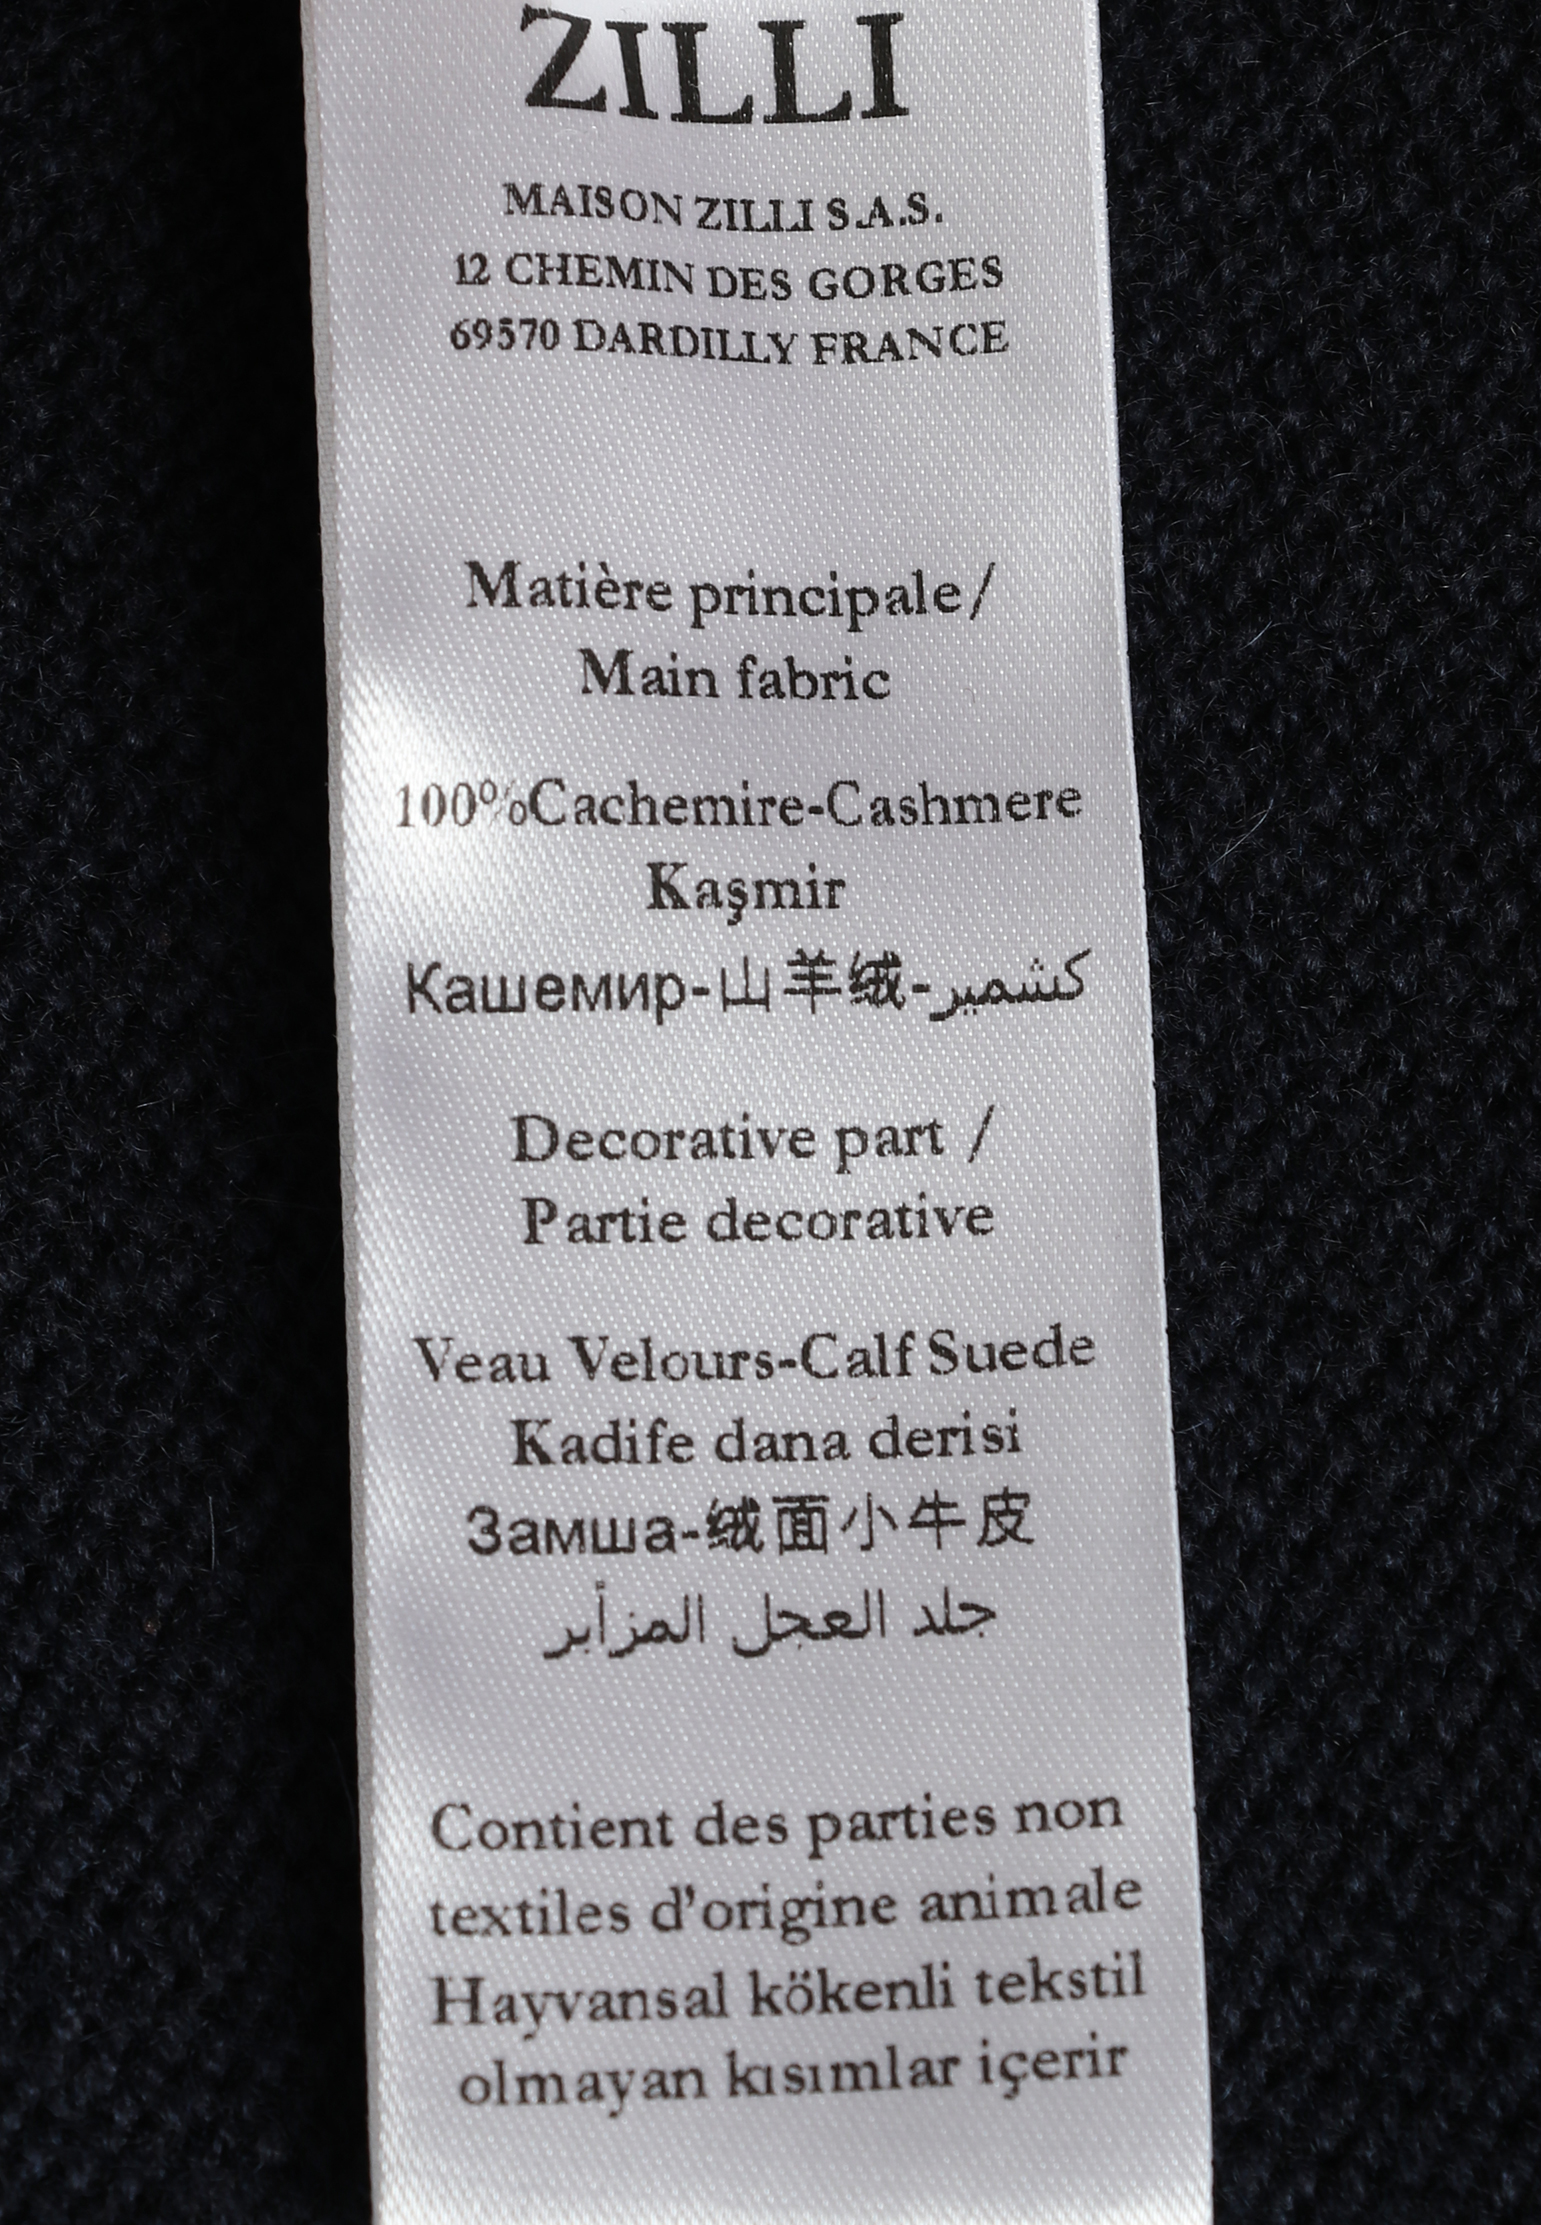 ZILLI
MAISON ZILLI S.A.S.
12 CHEMIN DES GORGES
69570 DARDILLY FRANCE
Matière principale/
Main fabric
100%Cachemire-Cashmere
Kaşmir
Кашемир-山羊绒-كشمير
Decorative part /
Partie decorative
Veau Velours-Calf Suede
Kadife dana derisi
Замша-绒面小牛皮
جلد العجل المزأبر
Contient des parties non
textiles d'origine animale
Hayvansal kökenli tekstil
olmayan kısımlar içerir